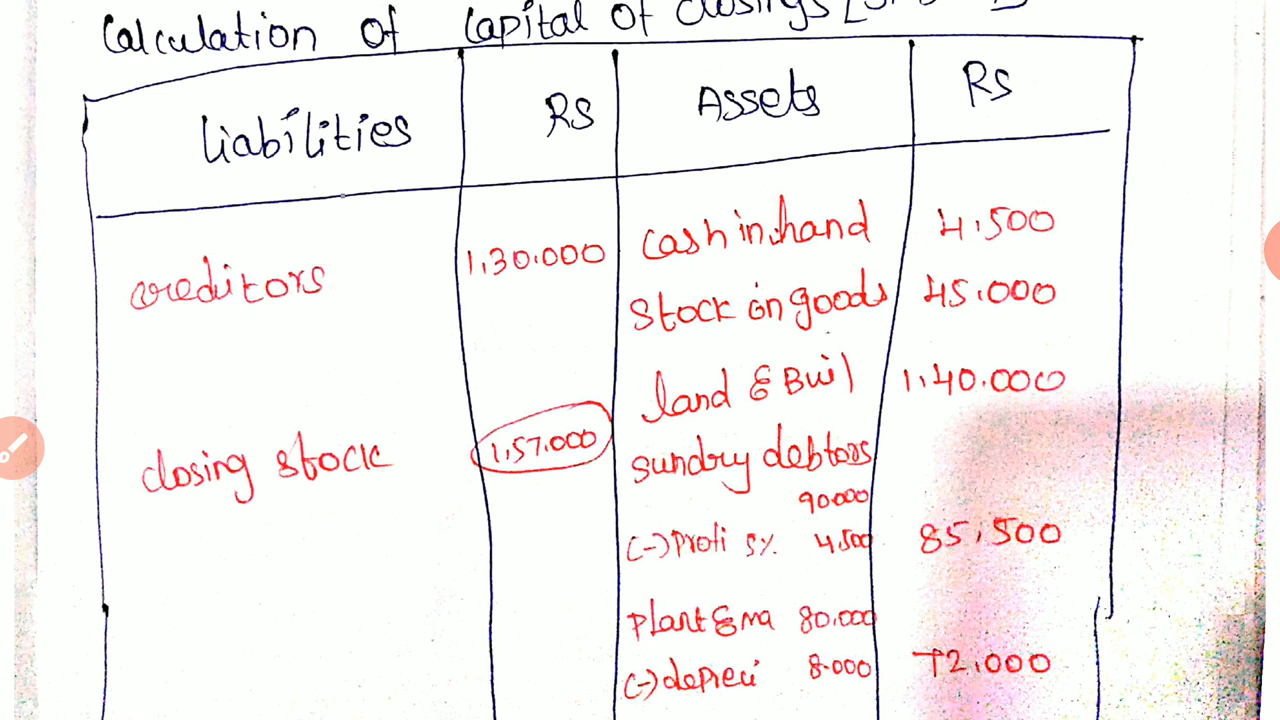 Calculation of Capital of closings
Liabilities RS Assets RS
creditors 1,30.000 cash in hand 4,500
stock in goods 45,000
land & Buil 1,40.000
closing stock 1,57.000 sundry debtors
90.000
(-) Profi 5% 4,500 85,500
Plant & ma 80.000
(-) depreci 8.000 72.000